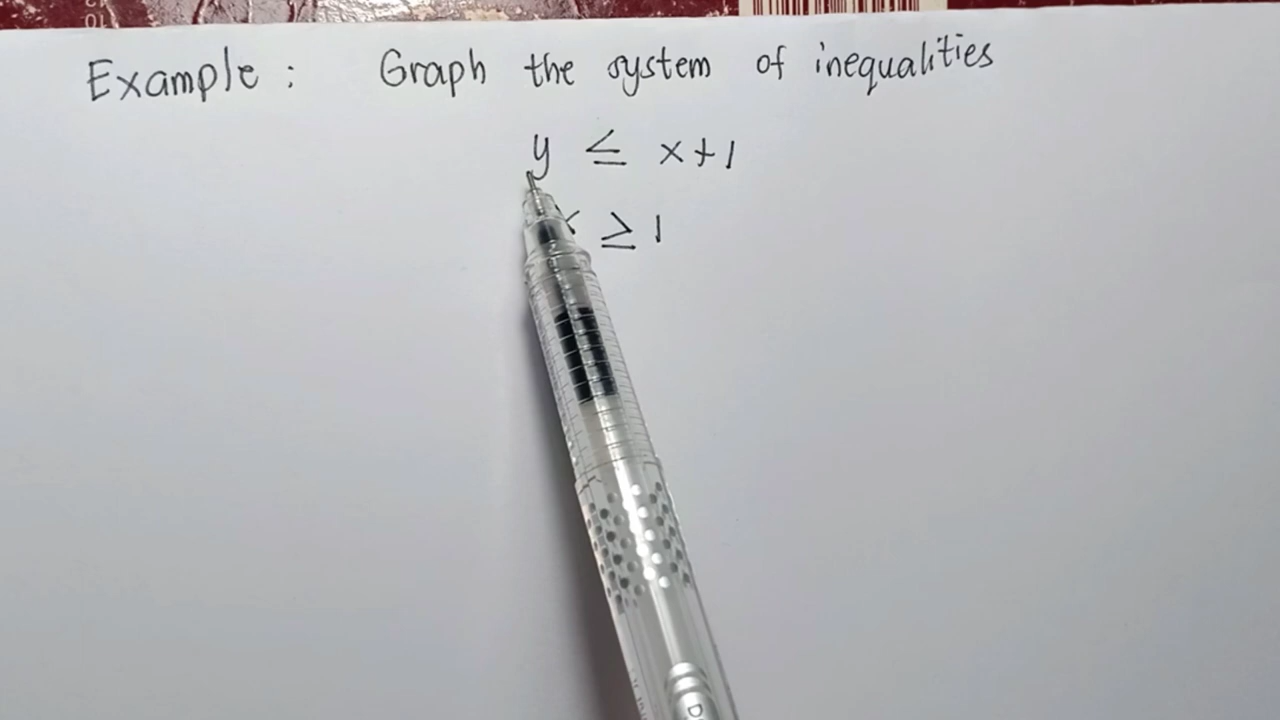 Example : Graph the system of inequalities
y ≤ x+1
x ≥ 1